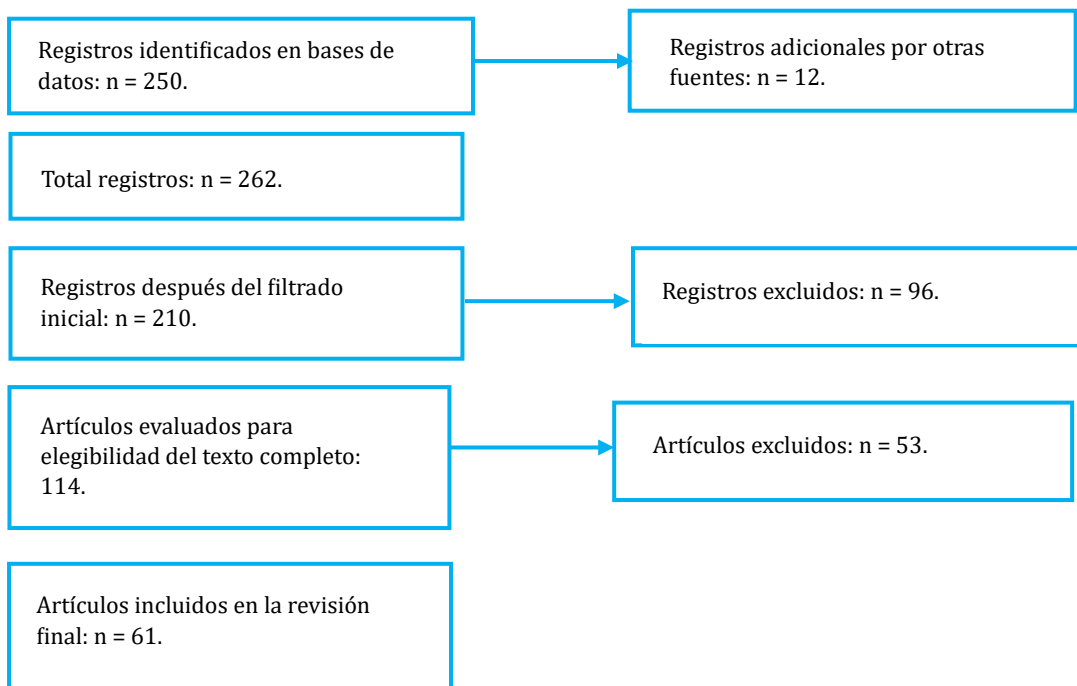 Registros identificados en bases de
datos: n = 250.
Registros adicionales por otras
fuentes: n = 12.
Total registros: n = 262.
Registros después del filtrado
inicial: n = 210.
Registros excluidos: n = 96.
Artículos evaluados para
elegibilidad del texto completo:
114.
Artículos excluidos: n = 53.
Artículos incluidos en la revisión
final: n = 61.